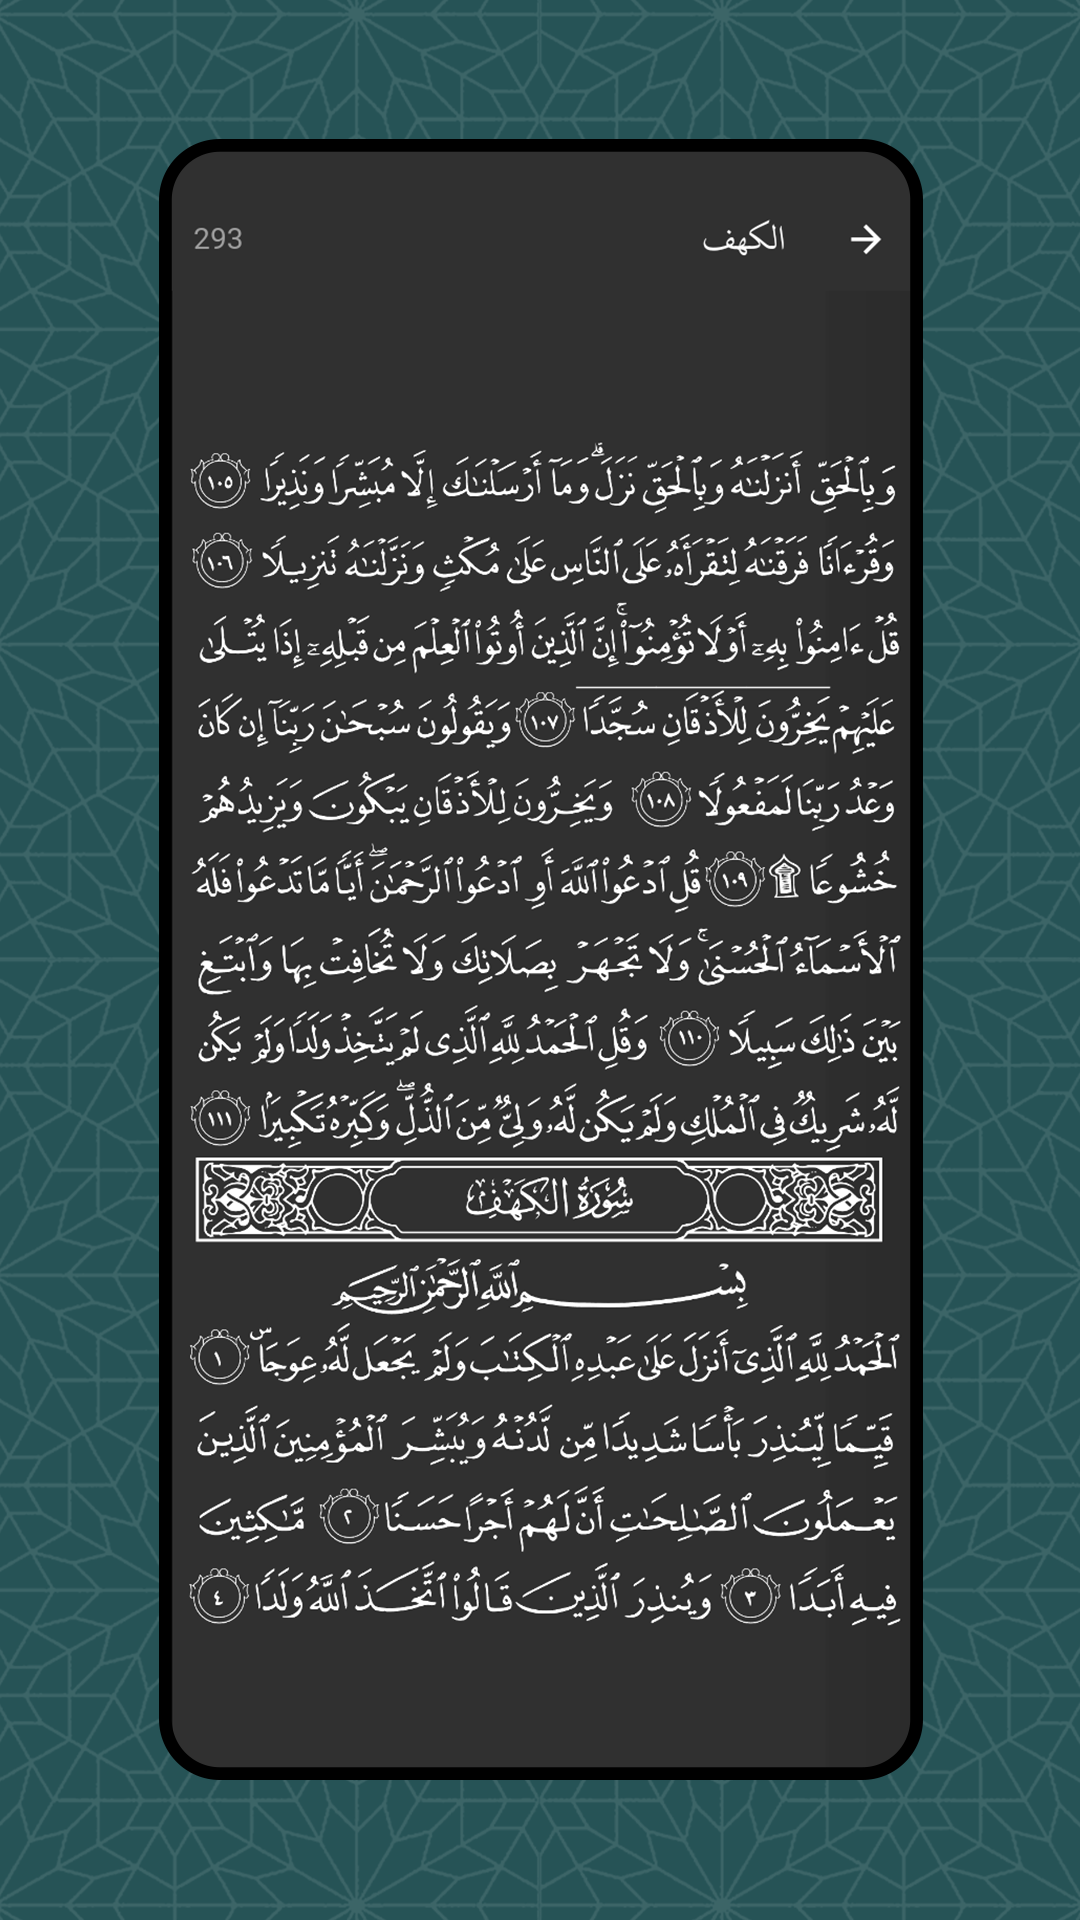 الكهف
293
وَبِٱلۡحَقِّ أَنزَلۡنَٰهُ وَبِٱلۡحَقِّ نَزَلَۗ وَمَآ أَرۡسَلۡنَٰكَ إِلَّا مُبَشِّرٗا وَنَذِيرٗا ١٠٥
وَقُرۡءَانٗا فَرَقۡنَٰهُ لِتَقۡرَأَهُۥ عَلَى ٱلنَّاسِ عَلَىٰ مُكۡثٖ وَنَزَّلۡنَٰهُ تَنزِيلٗا ١٠٦
قُلۡ ءَامِنُواْ بِهِۦٓ أَوۡ لَا تُؤۡمِنُوٓاْۚ إِنَّ ٱلَّذِينَ أُوتُواْ ٱلۡعِلۡمَ مِن قَبۡلِهِۦٓ إِذَا يُتۡلَىٰ
عَلَيۡهِمۡ يَخِرُّونَ لِلۡأَذۡقَانِ سُجَّدٗا ١٠٧ وَيَقُولُونَ سُبۡحَٰنَ رَبِّنَآ إِن كَانَ
وَعۡدُ رَبِّنَا لَمَفۡعُولٗا ١٠٨ وَيَخِرُّونَ لِلۡأَذۡقَانِ يَبۡكُونَ وَيَزِيدُهُمۡ
خُشُوعٗا ۩ ١٠٩ قُلِ ٱدۡعُواْ ٱللَّهَ أَوِ ٱدۡعُواْ ٱلرَّحۡمَٰنَۖ أَيّٗا مَّا تَدۡعُواْ فَلَهُ
ٱلۡأَسۡمَآءُ ٱلۡحُسۡنَىٰۚ وَلَا تَجۡهَرۡ بِصَلَاتِكَ وَلَا تُخَافِتۡ بِهَا وَٱبۡتَغِ
بَيۡنَ ذَٰلِكَ سَبِيلٗا ١١٠ وَقُلِ ٱلۡحَمۡدُ لِلَّهِ ٱلَّذِي لَمۡ يَتَّخِذۡ وَلَدٗا وَلَمۡ يَكُن
لَّهُۥ شَرِيكٞ فِي ٱلۡمُلۡكِ وَلَمۡ يَكُن لَّهُۥ وَلِيّٞ مِّنَ ٱلذُّلِّۖ وَكَبِّرۡهُ تَكۡبِيرَۢا ١١١
سُورَةُ الكَهۡفِ
بِسۡمِ ٱللَّهِ ٱلرَّحۡمَٰنِ ٱلرَّحِيمِ
ٱلۡحَمۡدُ لِلَّهِ ٱلَّذِيٓ أَنزَلَ عَلَىٰ عَبۡدِهِ ٱلۡكِتَٰبَ وَلَمۡ يَجۡعَل لَّهُۥ عِوَجَاۜ ١
قَيِّمٗا لِّيُنذِرَ بَأۡسٗا شَدِيدٗا مِّن لَّدُنۡهُ وَيُبَشِّرَ ٱلۡمُؤۡمِنِينَ ٱلَّذِينَ
يَعۡمَلُونَ ٱلصَّٰلِحَٰتِ أَنَّ لَهُمۡ أَجۡرًا حَسَنٗا ٢ مَّٰكِثِينَ
فِيهِ أَبَدٗا ٣ وَيُنذِرَ ٱلَّذِينَ قَالُواْ ٱتَّخَذَ ٱللَّهُ وَلَدٗا ٤